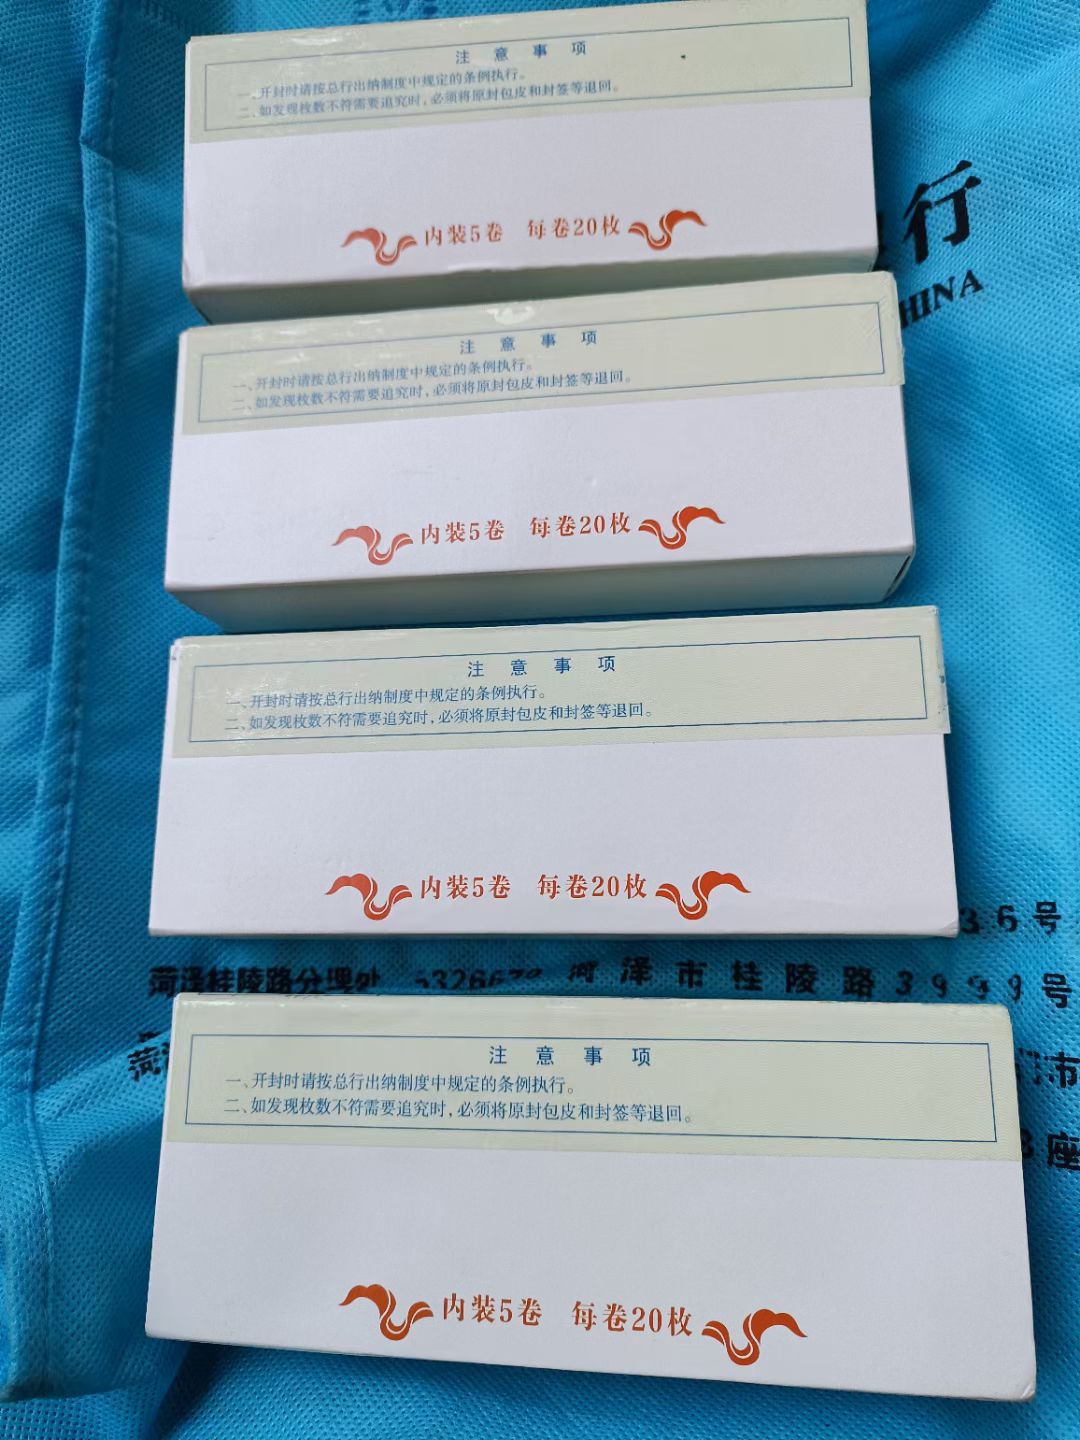 注意事项
一、开封时请按总行出纳制度中规定的条例执行。
二、如发现枚数不符需要追究时，必须将原封包皮和封签等退回。
内装5卷 每卷20枚
行
HINA
注意事项
一、开封时请按总行出纳制度中规定的条例执行。
二、如发现枚数不符需要追究时，必须将原封包皮和封签等退回。
内装5卷 每卷20枚
注意事项
一、开封时请按总行出纳制度中规定的条例执行。
二、如发现枚数不符需要追究时，必须将原封包皮和封签等退回。
内装5卷 每卷20枚
36号
菏泽桂陵路分理处 菏泽市桂陵路3999号
注意事项
一、开封时请按总行出纳制度中规定的条例执行。
二、如发现枚数不符需要追究时，必须将原封包皮和封签等退回。
市
座
内装5卷 每卷20枚